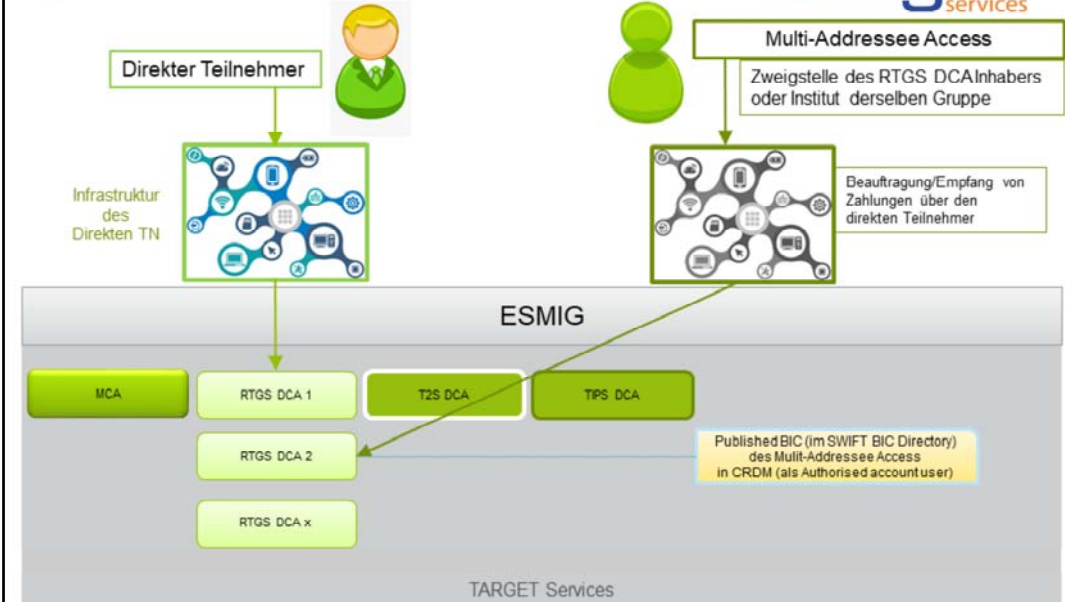 services
Direkter Teilnehmer
Multi-Addressee Access
Zweigstelle des RTGS DCAInhabers
oder Institut derselben Gruppe
Infrastruktur
des
Direkten TN
Beauftragung/Empfang von
Zahlungen über den
direkten Teilnehmer
ESMIG
MCA
RTGS DCA 1
T2S DCA
TIPS DCA
RTGS DCA 2
Published BIC (im SWIFT BIC Directory)
des Mulit-Addressee Access
in CRDM (als Authorised account user)
RTGS DCA x
TARGET Services